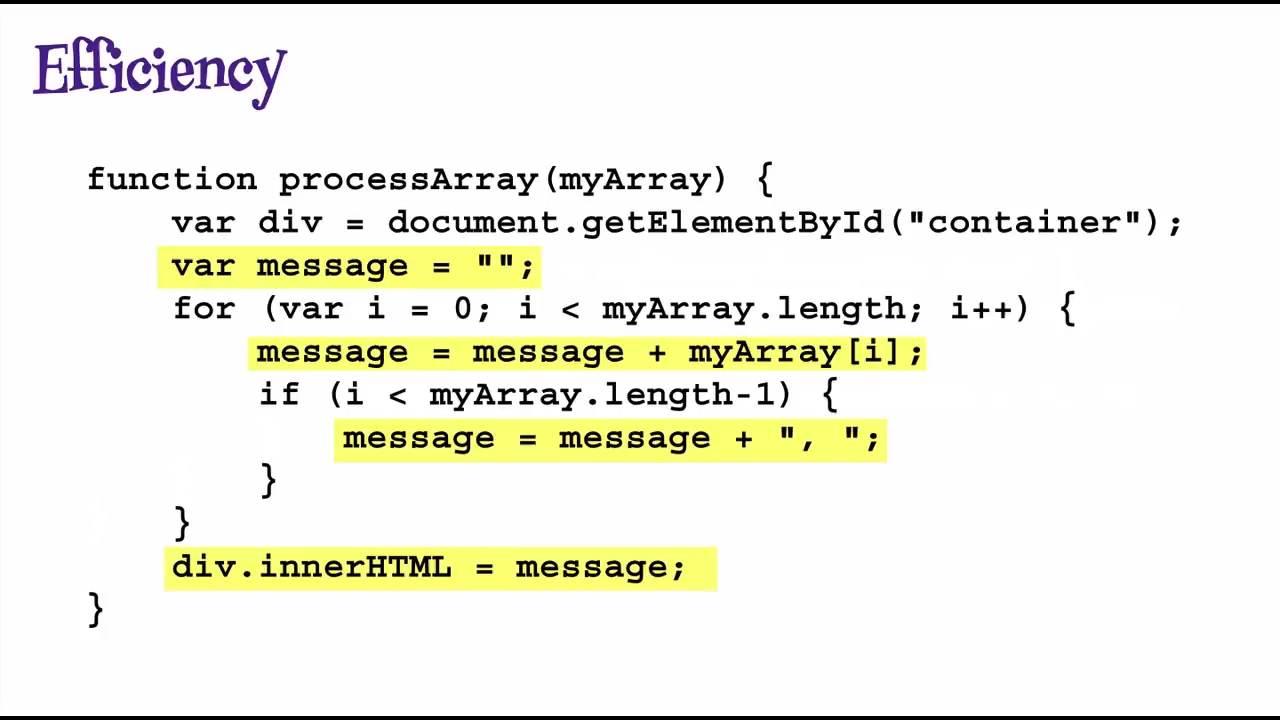 Efficiency
function processArray(myArray) {
var div = document.getElementById("container");
var message = "";
for (var i = 0; i < myArray.length; i++) {
message = message + myArray[i];
if (i < myArray.length-1) {
message = message + ", ";
}
}
div.innerHTML = message;
}